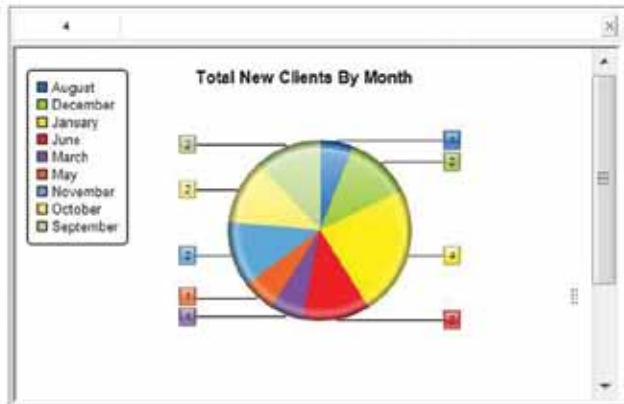 4
Total New Clients By Month
August
December
January
June
March
May
November
October
September
2
2
2
2
4